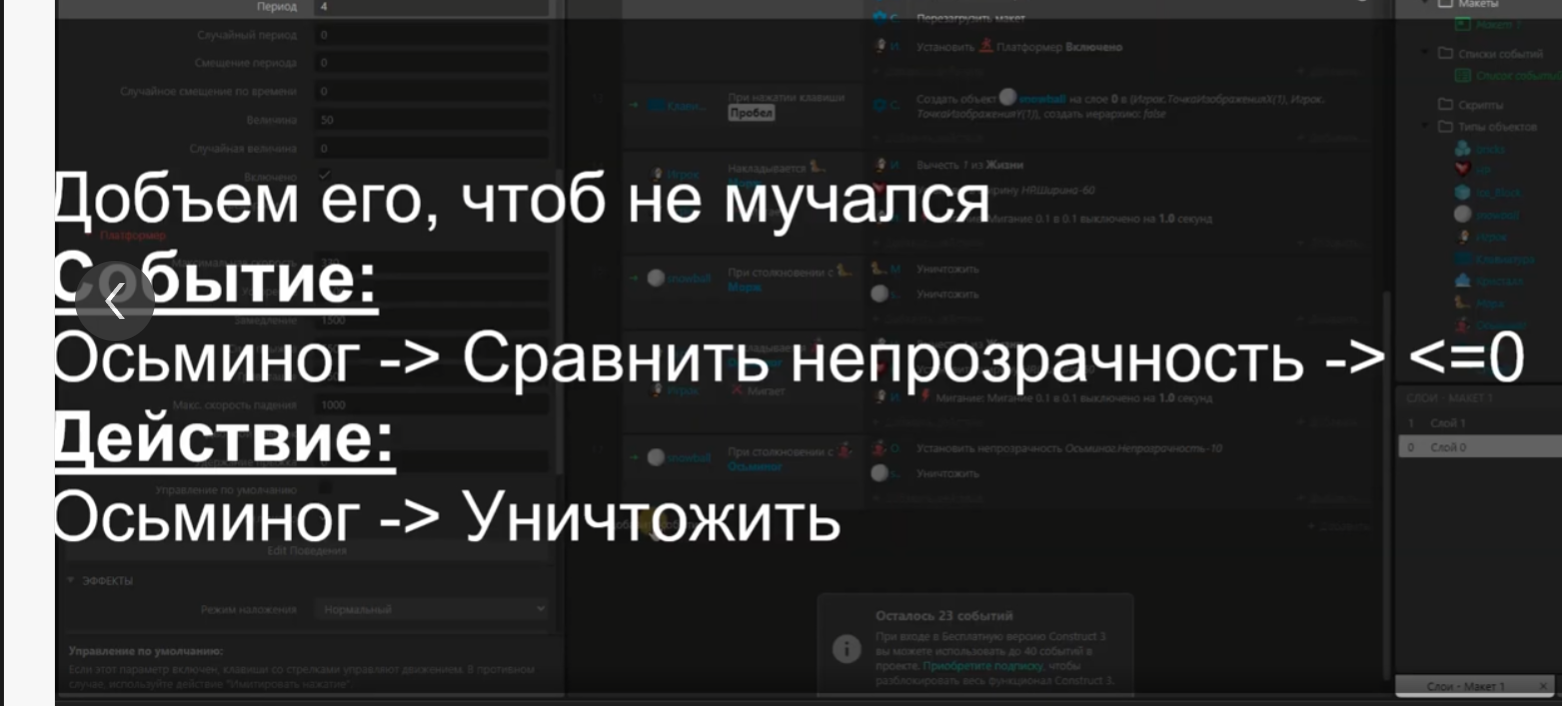 Период 4
Случайный период 0
Смещение периода 0
Случайное смещение по времени 0
Величина 50
Случайная величина 0
Включено
Платформер
Добъем его, чтоб не мучался
Событие:
Осьминог -> Сравнить непрозрачность -> <=0
Действие:
Осьминог -> Уничтожить
Замедление 1500
Макс. скорость падения 1000
Управление по умолчанию
Edit Поведения
ЭФФЕКТЫ
Режим наложения Нормальный
Управление по умолчанию:
Если этот параметр включен, клавиши со стрелками управляют движением. В противном
случае, используйте действие "Имитировать нажатие".
С. Перезагрузить макет
И. Установить Платформер Включено
Клави... При нажатии клавиши
Пробел
С. Создать объект snowball на слое 0 в (Игрок.ТочкаИзображенияX(1), Игрок.
ТочкаИзображенияY(1)), создать иерархию: false
Игрок Накладывается
Морж
И. Вычесть 1 из Жизни
Мигание 0.1 в 0.1 выключено на 1.0 секунд
snowball При столкновении с
Морж
М Уничтожить
s.. Уничтожить
Игрок Мигает
И. Мигание: Мигание 0.1 в 0.1 выключено на 1.0 секунд
snowball При столкновении с
Осьминог
О. Установить непрозрачность Осьминог.Непрозрачность-10
s.. Уничтожить
Осталось 23 событий
При входе в Бесплатную версию Construct 3
вы можете использовать до 40 событий в
проекте. Приобретите подписку, чтобы
разблокировать весь функционал Construct 3.
Макеты
Макет 1
Списки событий
Список событий
Скрипты
Типы объектов
HP
Ice_Block
snowball
Игрок
Клавиатура
Кристалл
Морж
Осьминог
СЛОИ - МАКЕТ 1
1 Слой 1
0 Слой 0
Слои - Макет 1 ×